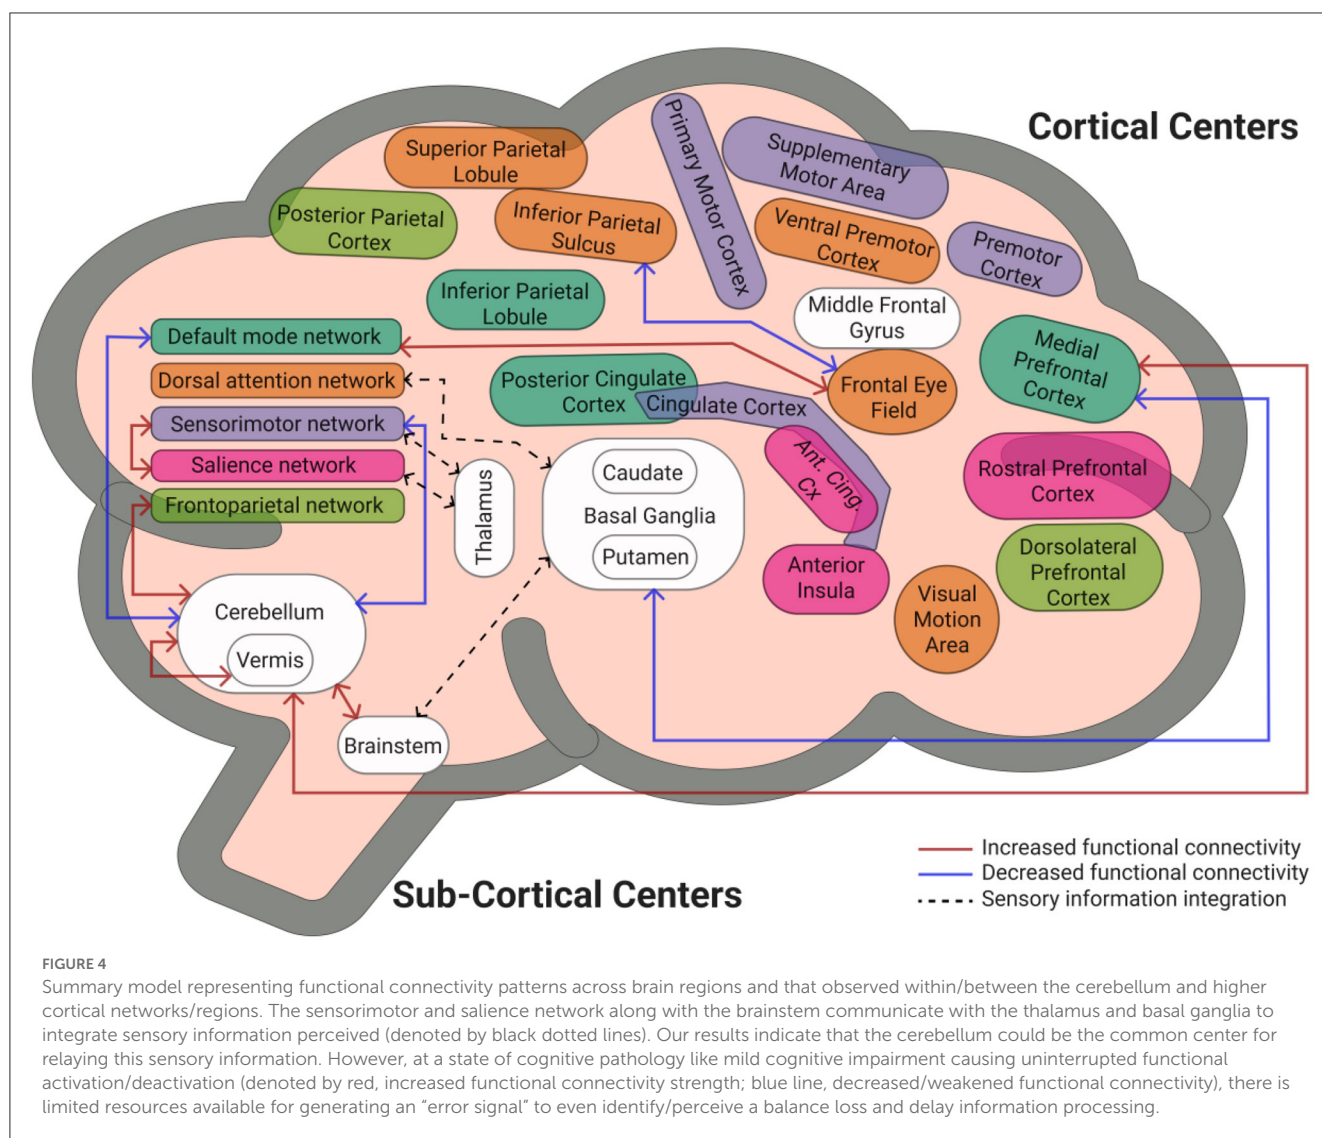 Cortical Centers
Primary Motor Cortex
Supplementary
Motor Area
Superior Parietal
Lobule
Posterior Parietal
Cortex
Inferior Parietal
Sulcus
Ventral Premotor
Cortex
Premotor
Cortex
Inferior Parietal
Lobule
Middle Frontal
Gyrus
Medial
Prefrontal
Cortex
Default mode network
Dorsal attention network
Sensorimotor network
Salience network
Frontoparietal network
Posterior Cingulate
Cortex
Cingulate Cortex
Frontal Eye
Field
Ant. Cing.
Cx
Rostral Prefrontal
Cortex
Thalamus
Caudate
Basal Ganglia
Putamen
Anterior
Insula
Dorsolateral
Prefrontal
Cortex
Visual
Motion
Area
Cerebellum
Vermis
Brainstem
Sub-Cortical Centers
Increased functional connectivity
Decreased functional connectivity
Sensory information integration
FIGURE 4
Summary model representing functional connectivity patterns across brain regions and that observed within/between the cerebellum and higher
cortical networks/regions. The sensorimotor and salience network along with the brainstem communicate with the thalamus and basal ganglia to
integrate sensory information perceived (denoted by black dotted lines). Our results indicate that the cerebellum could be the common center for
relaying this sensory information. However, at a state of cognitive pathology like mild cognitive impairment causing uninterrupted functional
activation/deactivation (denoted by red, increased functional connectivity strength; blue line, decreased/weakened functional connectivity), there is
limited resources available for generating an “error signal” to even identify/perceive a balance loss and delay information processing.